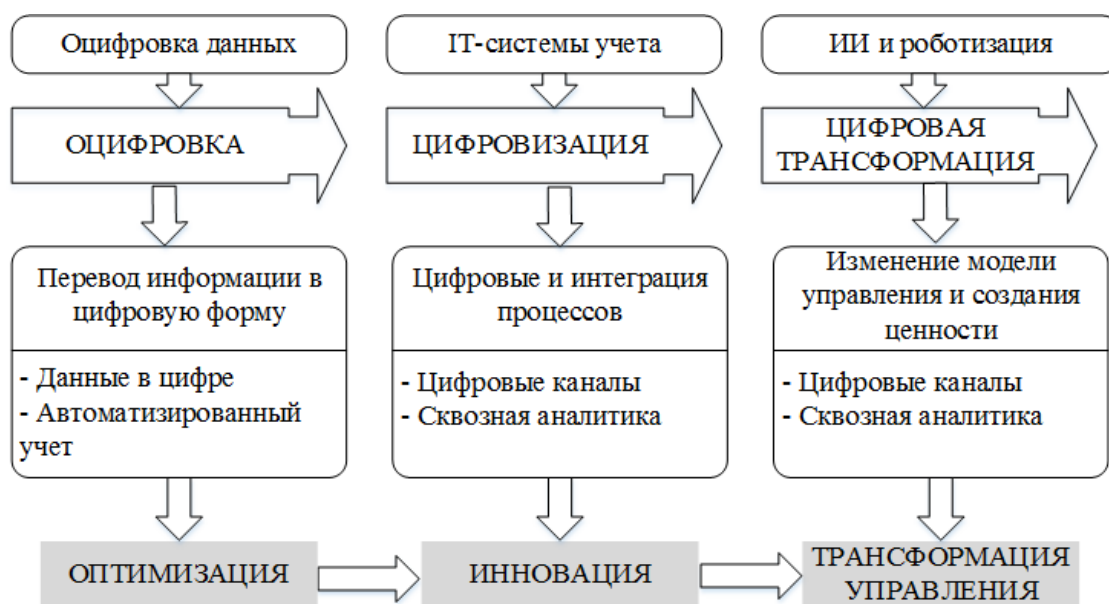 Оцифровка данных
IT-системы учета
ИИ и роботизация
ОЦИФРОВКА
ЦИФРОВИЗАЦИЯ
ЦИФРОВАЯ
ТРАНСФОРМАЦИЯ
Перевод информации в
цифровую форму
- Данные в цифре
- Автоматизированный
учет
Цифровые и интеграция
процессов
- Цифровые каналы
- Сквозная аналитика
Изменение модели
управления и создания
ценности
- Цифровые каналы
- Сквозная аналитика
ОПТИМИЗАЦИЯ
ИННОВАЦИЯ
ТРАНСФОРМАЦИЯ
УПРАВЛЕНИЯ